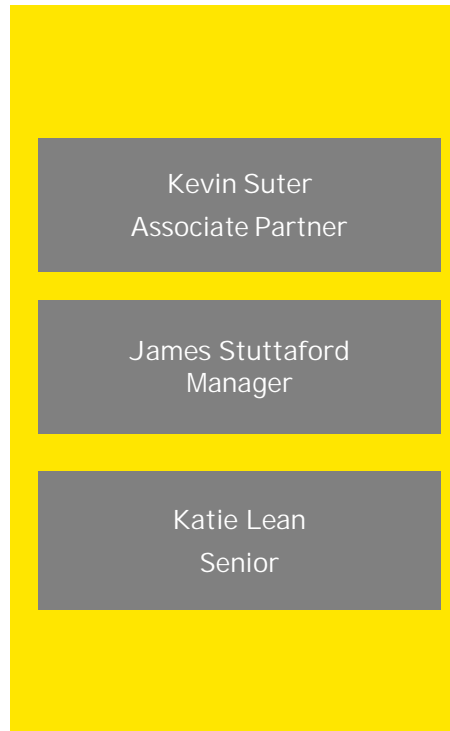 Kevin Suter
Associate Partner
James Stuttaford
Manager
Katie Lean
Senior